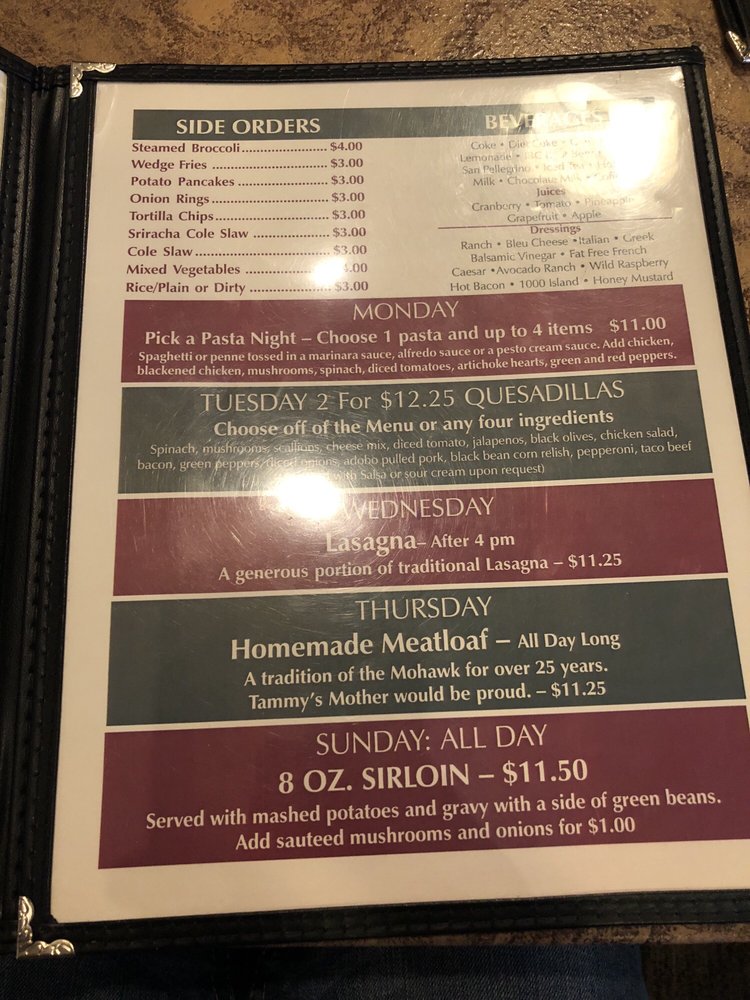 SIDE ORDERS
Steamed Broccoli.................... $4.00
Wedge Fries ........................... $3.00
Potato Pancakes..................... $3.00
Onion Rings........................... $3.00
Tortilla Chips.......................... $3.00
Sriracha Cole Slaw ................. $3.00
Cole Slaw............................... $3.00
Mixed Vegetables ...................
Rice/Plain or Dirty .................. $3.00
BEVERAGES
Coke • Diet Coke •
Lemonade •
San Pellegrino • Iced Tea •
Milk • Chocolate Milk •
Juices
Cranberry • Tomato • Pineapple
Grapefruit • Apple
Dressings
Ranch • Bleu Cheese •Italian • Greek
Balsamic Vinegar • Fat Free French
Caesar •Avocado Ranch • Wild Raspberry
Hot Bacon • 1000 Island • Honey Mustard
MONDAY
Pick a Pasta Night – Choose 1 pasta and up to 4 items $11.00
Spaghetti or penne tossed in a marinara sauce, alfredo sauce or a pesto cream sauce. Add chicken,
blackened chicken, mushrooms, spinach, diced tomatoes, artichoke hearts, green and red peppers.
TUESDAY 2 For $12.25 QUESADILLAS
Choose off of the Menu or any four ingredients
Spinach, mushrooms, scallions, cheese mix, diced tomato, jalapenos, black olives, chicken salad,
bacon, green peppers, diced onions, adobo pulled pork, black bean corn relish, pepperoni, taco beef
with Salsa or sour cream upon request)
WEDNESDAY
Lasagna– After 4 pm
A generous portion of traditional Lasagna – $11.25
THURSDAY
Homemade Meatloaf – All Day Long
A tradition of the Mohawk for over 25 years.
Tammy's Mother would be proud. – $11.25
SUNDAY: ALL DAY
8 OZ. SIRLOIN – $11.50
Served with mashed potatoes and gravy with a side of green beans.
Add sauteed mushrooms and onions for $1.00